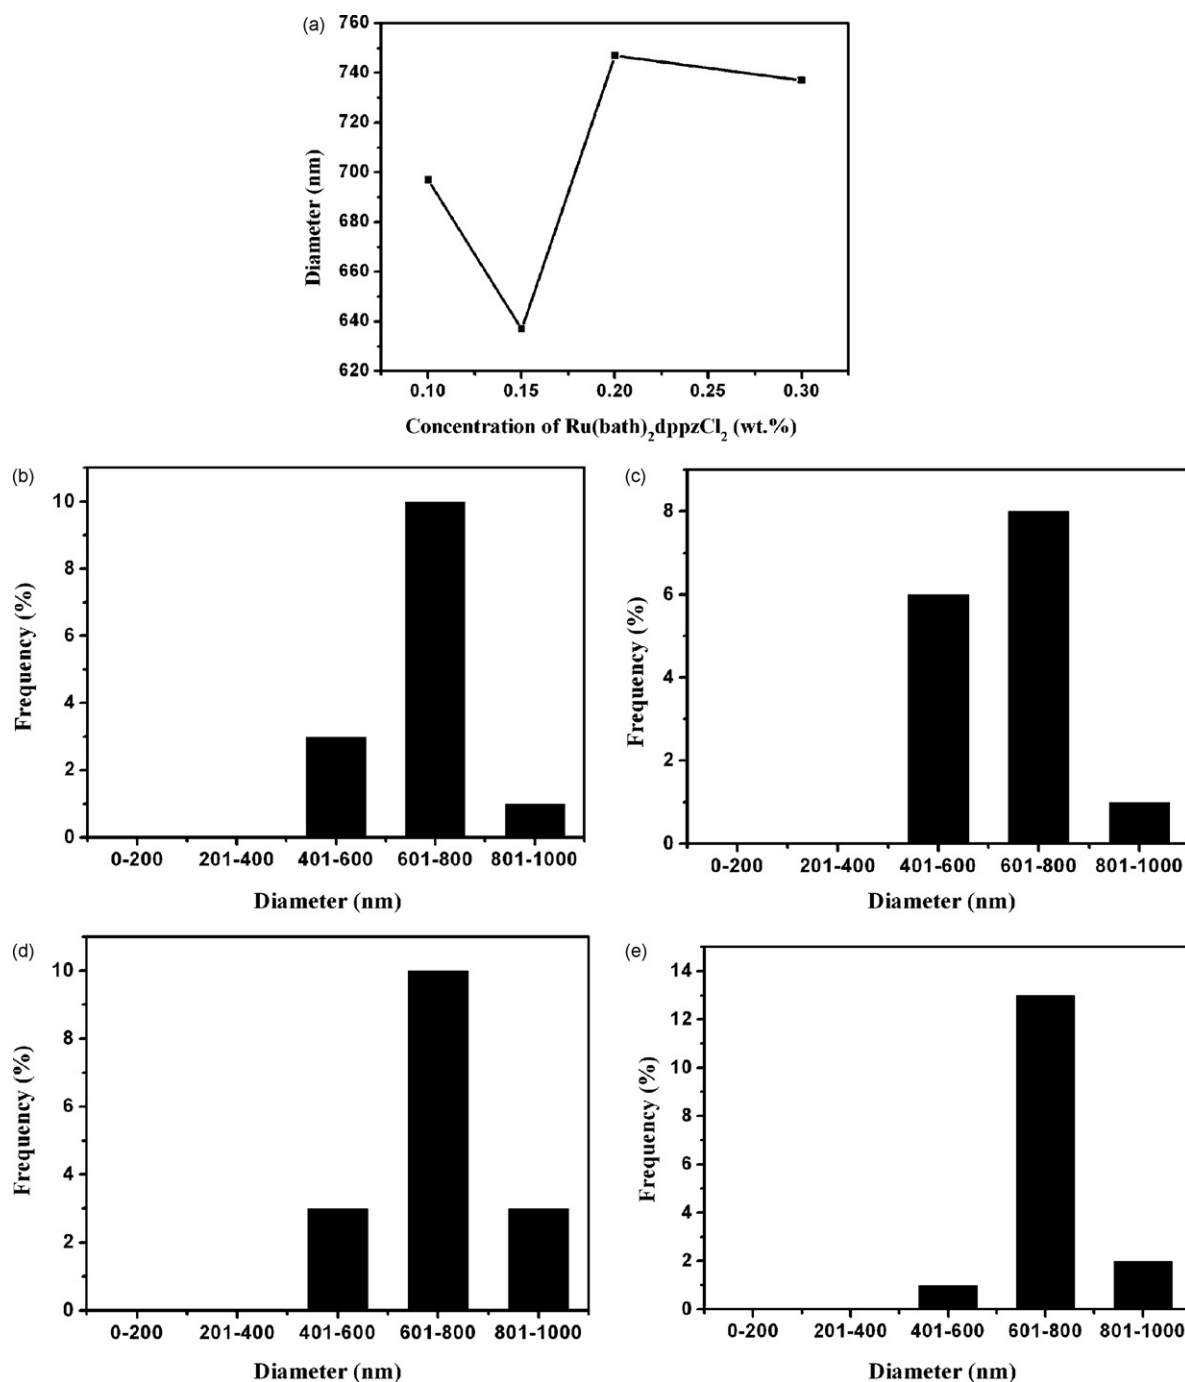 (a)
760
740
720
700
680
660
640
620
Diameter (nm)
0.10 0.15 0.20 0.25 0.30
Concentration of Ru(bath)₂dppzCl₂ (wt.%)
(b)
10
8
6
4
2
0
Frequency (%)
0-200 201-400 401-600 601-800 801-1000
Diameter (nm)
(c)
8
6
4
2
0
Frequency (%)
0-200 201-400 401-600 601-800 801-1000
Diameter (nm)
(d)
10
8
6
4
2
0
Frequency (%)
0-200 201-400 401-600 601-800 801-1000
Diameter (nm)
(e)
14
12
10
8
6
4
2
0
Frequency (%)
0-200 201-400 401-600 601-800 801-1000
Diameter (nm)